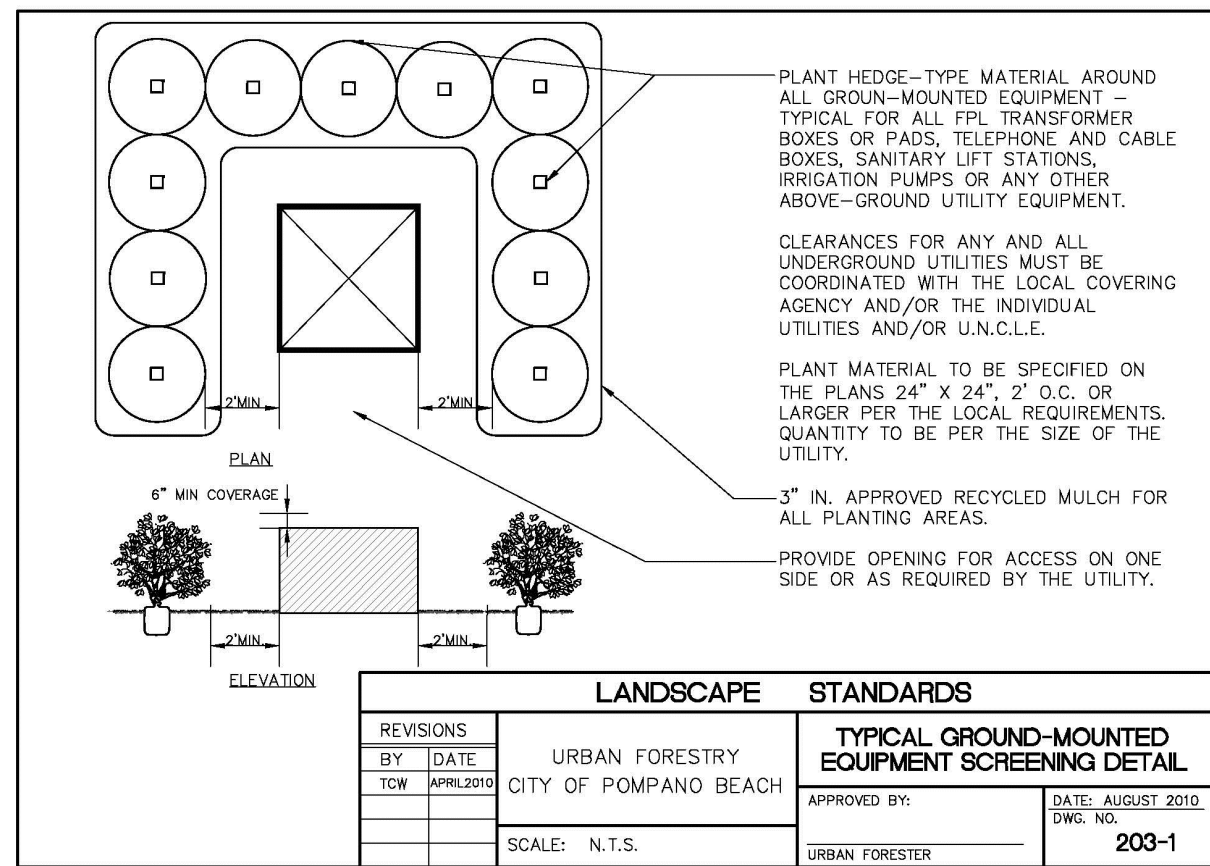 PLANT HEDGE-TYPE MATERIAL AROUND
ALL GROUN-MOUNTED EQUIPMENT -
TYPICAL FOR ALL FPL TRANSFORMER
BOXES OR PADS, TELEPHONE AND CABLE
BOXES, SANITARY LIFT STATIONS,
IRRIGATION PUMPS OR ANY OTHER
ABOVE-GROUND UTILITY EQUIPMENT.
CLEARANCES FOR ANY AND ALL
UNDERGROUND UTILITIES MUST BE
COORDINATED WITH THE LOCAL COVERING
AGENCY AND/OR THE INDIVIDUAL
UTILITIES AND/OR U.N.C.L.E.
PLANT MATERIAL TO BE SPECIFIED ON
THE PLANS 24" X 24", 2' O.C. OR
LARGER PER THE LOCAL REQUIREMENTS.
QUANTITY TO BE PER THE SIZE OF THE
UTILITY.
3" IN. APPROVED RECYCLED MULCH FOR
ALL PLANTING AREAS.
PROVIDE OPENING FOR ACCESS ON ONE
SIDE OR AS REQUIRED BY THE UTILITY.
2'MIN.
2'MIN.
PLAN
6" MIN COVERAGE
2'MIN.
2'MIN.
ELEVATION
LANDSCAPE STANDARDS
REVISIONS
BY DATE
TCW APRIL2010
URBAN FORESTRY
CITY OF POMPANO BEACH
SCALE: N.T.S.
TYPICAL GROUND-MOUNTED
EQUIPMENT SCREENING DETAIL
APPROVED BY:
URBAN FORESTER
DATE: AUGUST 2010
DWG. NO.
203-1